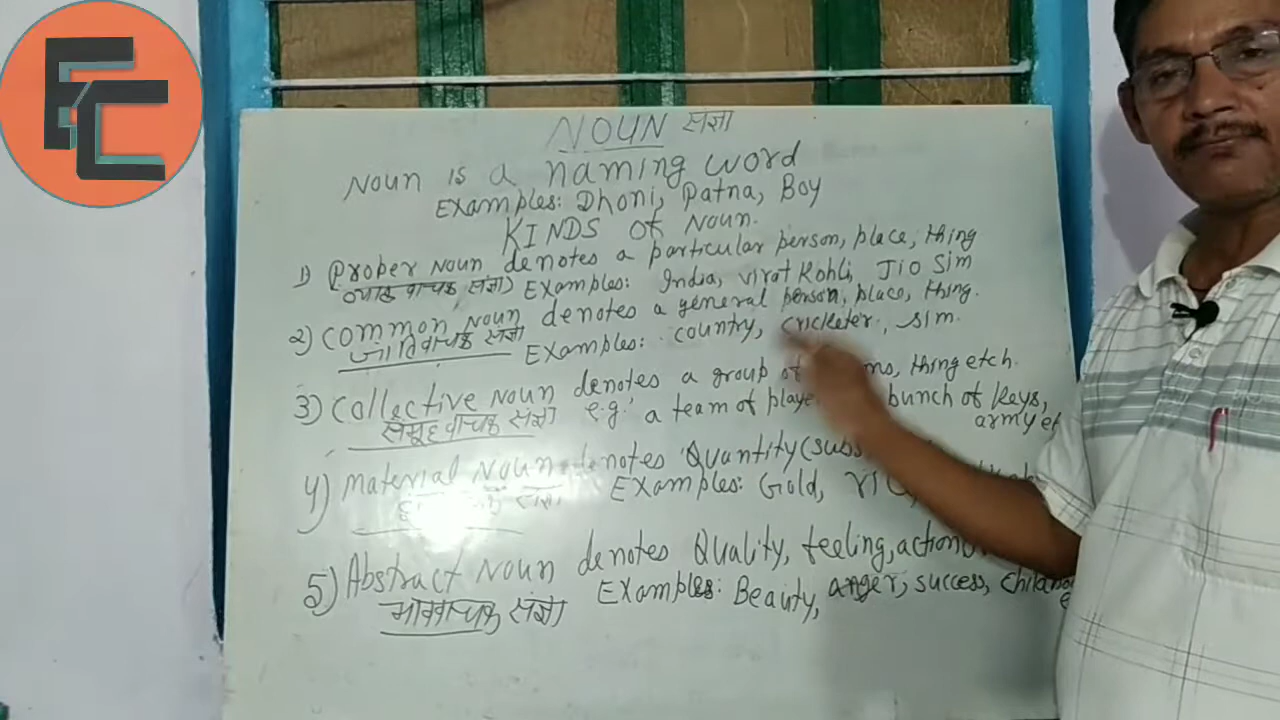 FC
NOUN संज्ञा
Noun is a naming word
Examples: Dhoni, Patna, Boy
KINDS of Noun.
1) Proper Noun denotes a particular person, place, thing
संज्ञा) Examples: India, Virat Kohli, Jio Sim
2) Common Noun denotes a general person, place, thing.
जातिवाचक संज्ञा Examples: country, cricketer, sim.
3) Collective Noun denotes a group of thing etch.
समूहवाचक संज्ञा e.g: a team of bunch of Keys,
army
4) Material Noun denotes Quantity
संज्ञा Examples: Gold,
5) Abstract Noun denotes Quality, feeling, action
भाववाचक संज्ञा Examples: Beauty, anger, success,